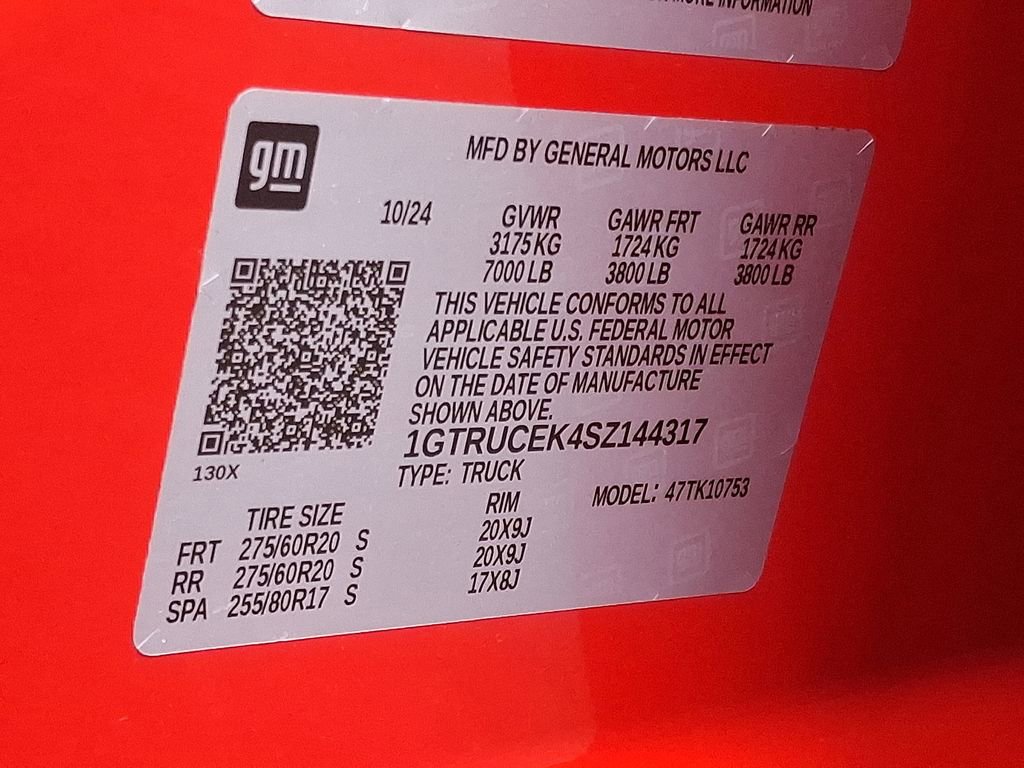 MORE INFORMATION
gm
MFD BY GENERAL MOTORS LLC
10/24 GVWR GAWR FRT GAWR RR
3175 KG 1724 KG 1724 KG
7000 LB 3800 LB 3800 LB
THIS VEHICLE CONFORMS TO ALL
APPLICABLE U.S. FEDERAL MOTOR
VEHICLE SAFETY STANDARDS IN EFFECT
ON THE DATE OF MANUFACTURE
SHOWN ABOVE.
1GTRUCEK4SZ144317
130X
TYPE: TRUCK
MODEL: 47TK10753
TIRE SIZE RIM
FRT 275/60R20 S 20X9J
RR 275/60R20 S 20X9J
SPA 255/80R17 S 17X8J